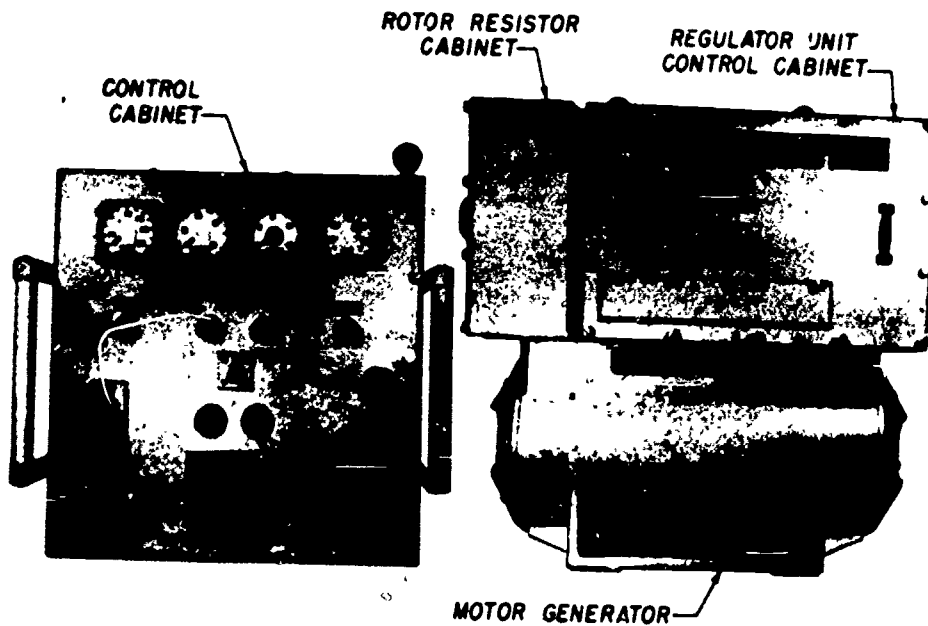 ROTOR RESISTOR
CABINET
REGULATOR UNIT
CONTROL CABINET
CONTROL
CABINET
MOTOR GENERATOR